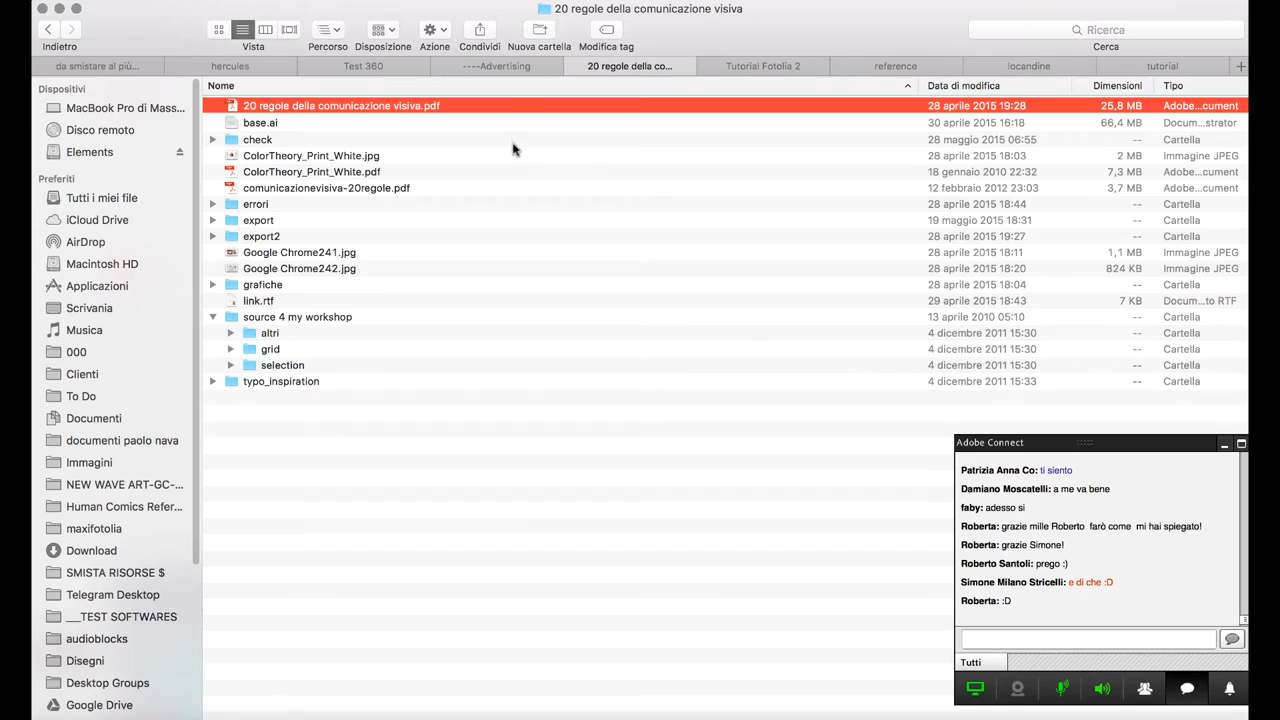 20 regole della comunicazione visiva
Indietro
Vista
Percorso
Disposizione
Azione
Condividi
Nuova cartella
Modifica tag
Ricerca
Cerca
da smistare al più...
hercules
Test 360
----Advertising
20 regole della co...
Tutorial Fotolia 2
reference
locandine
tutorial
+
Dispositivi
MacBook Pro di Mass...
Disco remoto
Elements
Preferiti
Tutti i miei file
iCloud Drive
AirDrop
Macintosh HD
Applicazioni
Scrivania
Musica
000
Clienti
To Do
Documenti
documenti paolo nava
Immagini
NEW WAVE ART-GC-...
Human Comics Refer...
maxifotolia
Download
SMISTA RISORSE $
Telegram Desktop
___TEST SOFTWARES
audioblocks
Disegni
Desktop Groups
Google Drive
Nome Data di modifica Dimensioni Tipo
20 regole della comunicazione visiva.pdf 28 aprile 2015 19:28 25,8 MB Adobe...cument
base.ai 30 aprile 2015 16:18 66,4 MB Docum...strator
check 28 maggio 2015 06:55 -- Cartella
ColorTheory_Print_White.jpg 28 aprile 2015 18:03 2 MB Immagine JPEG
ColorTheory_Print_White.pdf 18 gennaio 2010 22:32 7,3 MB Adobe...cument
comunicazionevisiva-20regole.pdf 12 febbraio 2012 23:03 3,7 MB Adobe...cument
errori 28 aprile 2015 18:44 -- Cartella
export 19 maggio 2015 18:31 -- Cartella
export2 28 aprile 2015 19:27 -- Cartella
Google Chrome241.jpg 28 aprile 2015 18:11 1,1 MB Immagine JPEG
Google Chrome242.jpg 28 aprile 2015 18:20 824 KB Immagine JPEG
grafiche 28 aprile 2015 18:04 -- Cartella
link.rtf 29 aprile 2015 18:43 7 KB Docum...to RTF
source 4 my workshop 13 aprile 2010 05:10 -- Cartella
altri 4 dicembre 2011 15:30 -- Cartella
grid 4 dicembre 2011 15:30 -- Cartella
selection 4 dicembre 2011 15:30 -- Cartella
typo_inspiration 4 dicembre 2011 15:33 -- Cartella
Adobe Connect
Patrizia Anna Co: ti siento
Damiano Moscatelli: a me va bene
faby: adesso si
Roberta: grazie mille Roberto farò come mi hai spiegato!
Roberta: grazie Simone!
Roberto Santoli: prego :)
Simone Milano Stricelli: e di che :D
Roberta: :D
Tutti